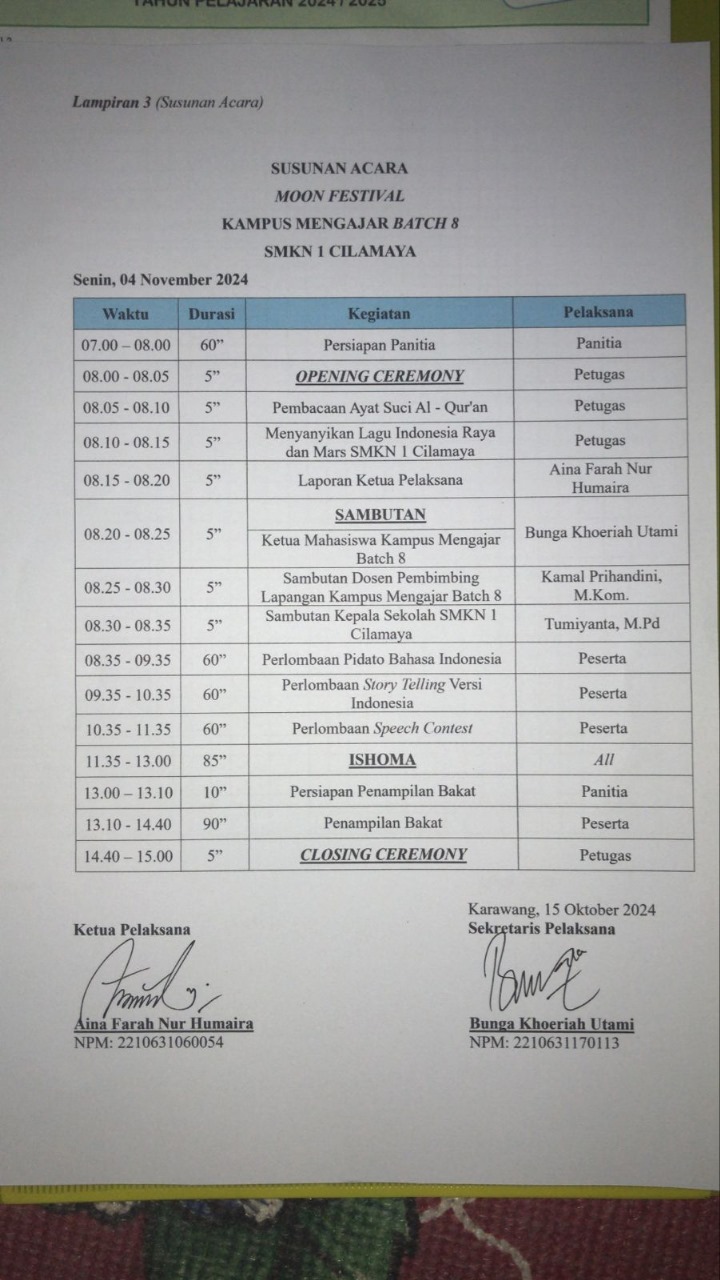 TAHUN PELAJARAN 2024 / 2025
Lampiran 3 (Susunan Acara)
SUSUNAN ACARA
MOON FESTIVAL
KAMPUS MENGAJAR BATCH 8
SMKN 1 CILAMAYA
Senin, 04 November 2024
Waktu Durasi Kegiatan Pelaksana
07.00 – 08.00 60” Persiapan Panitia Panitia
08.00 - 08.05 5” OPENING CEREMONY Petugas
08.05 - 08.10 5” Pembacaan Ayat Suci Al - Qur'an Petugas
08.10 - 08.15 5” Menyanyikan Lagu Indonesia Raya
dan Mars SMKN 1 Cilamaya Petugas
08.15 - 08.20 5” Laporan Ketua Pelaksana Aina Farah Nur
Humaira
08.20 - 08.25 5” SAMBUTAN
Ketua Mahasiswa Kampus Mengajar
Batch 8 Bunga Khoeriah Utami
08.25 - 08.30 5” Sambutan Dosen Pembimbing
Lapangan Kampus Mengajar Batch 8 Kamal Prihandini,
M.Kom.
08.30 - 08.35 5” Sambutan Kepala Sekolah SMKN 1
Cilamaya Tumiyanta, M.Pd
08.35 - 09.35 60” Perlombaan Pidato Bahasa Indonesia Peserta
09.35 - 10.35 60” Perlombaan Story Telling Versi
Indonesia Peserta
10.35 - 11.35 60” Perlombaan Speech Contest Peserta
11.35 - 13.00 85” ISHOMA All
13.00 – 13.10 10” Persiapan Penampilan Bakat Panitia
13.10 - 14.40 90” Penampilan Bakat Peserta
14.40 – 15.00 5” CLOSING CEREMONY Petugas
Karawang, 15 Oktober 2024
Ketua Pelaksana Sekretaris Pelaksana
Aina Farah Nur Humaira Bunga Khoeriah Utami
NPM: 2210631060054 NPM: 2210631170113